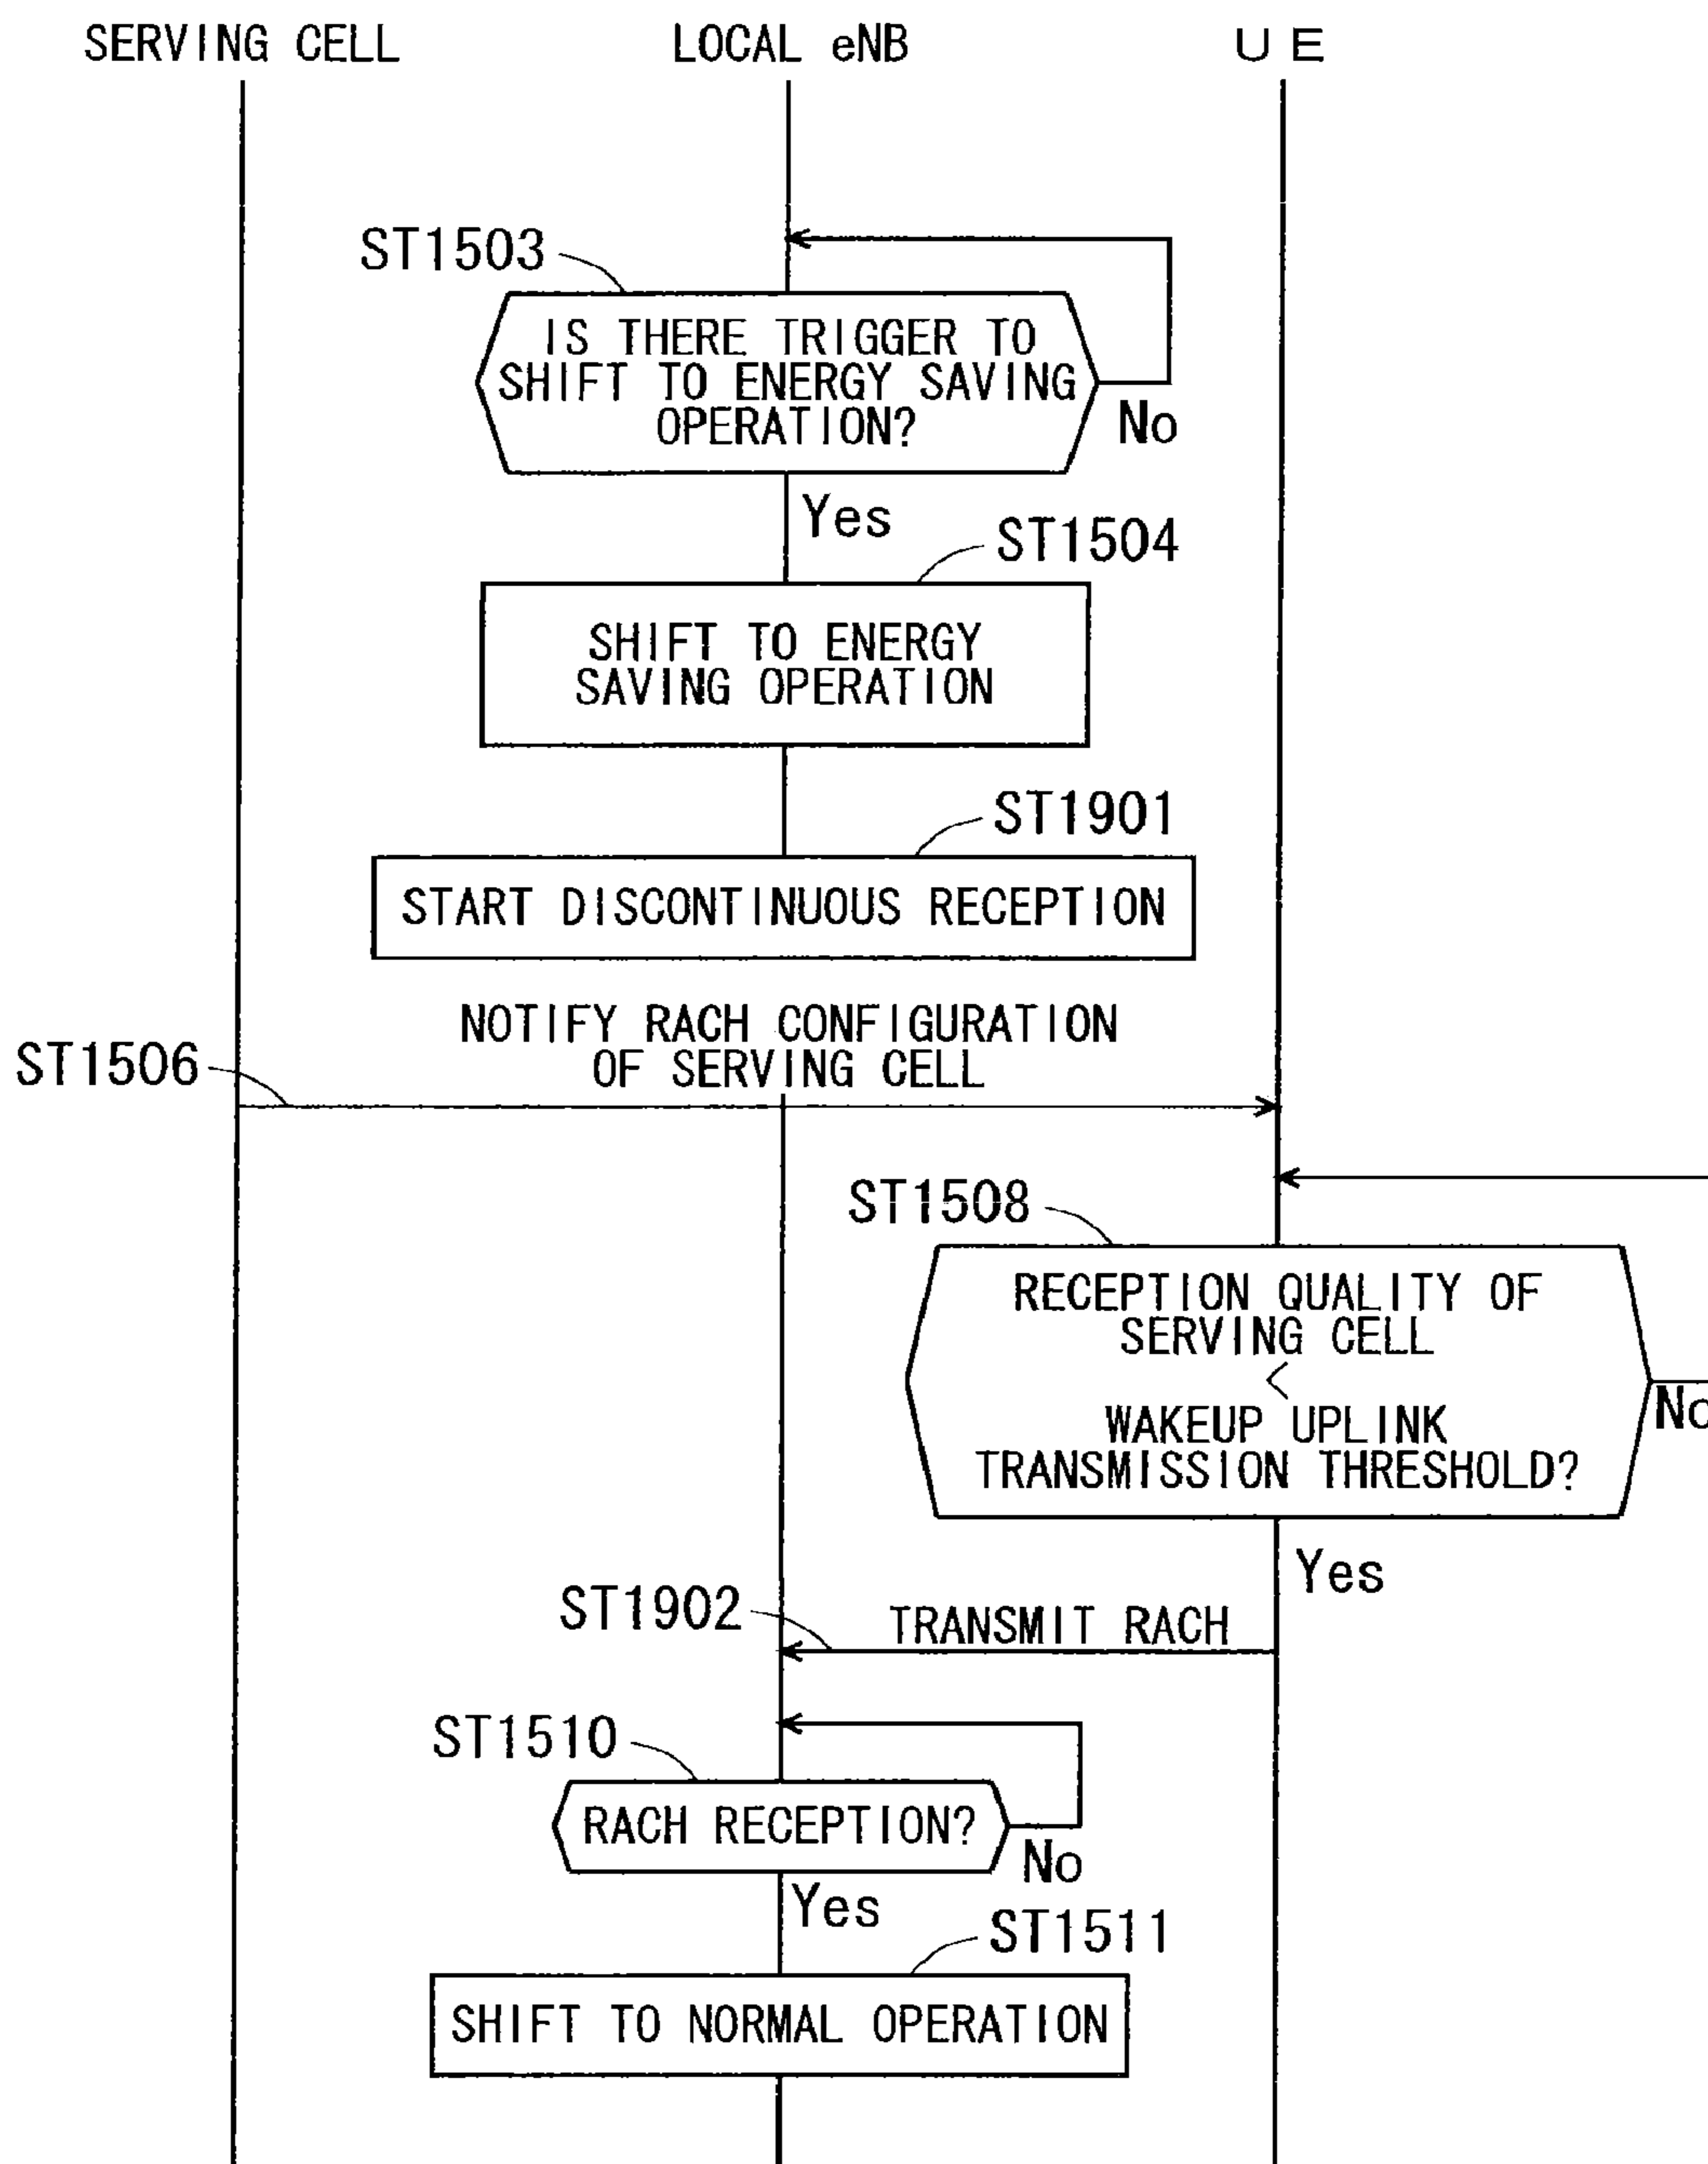 SERVING CELL
LOCAL eNB
UE
ST1503
IS THERE TRIGGER TO
SHIFT TO ENERGY SAVING
OPERATION?
No
Yes
ST1504
SHIFT TO ENERGY
SAVING OPERATION
ST1901
START DISCONTINUOUS RECEPTION
NOTIFY RACH CONFIGURATION
OF SERVING CELL
ST1506
ST1508
RECEPTION QUALITY OF
SERVING CELL
<
WAKEUP UPLINK
TRANSMISSION THRESHOLD?
No
Yes
ST1902
TRANSMIT RACH
ST1510
RACH RECEPTION?
No
Yes
ST1511
SHIFT TO NORMAL OPERATION